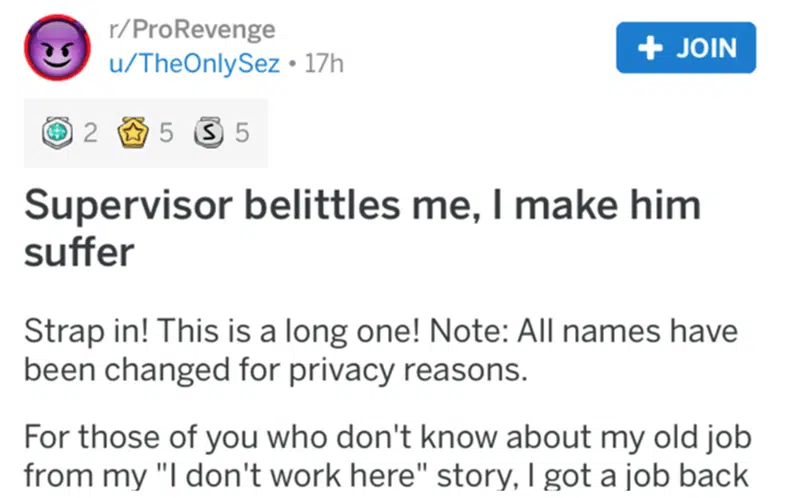 r/ProRevenge
u/TheOnlySez • 17h
+ JOIN
2 5 S 5
Supervisor belittles me, I make him
suffer
Strap in! This is a long one! Note: All names have
been changed for privacy reasons.
For those of you who don't know about my old job
from my "I don't work here" story, I got a job back